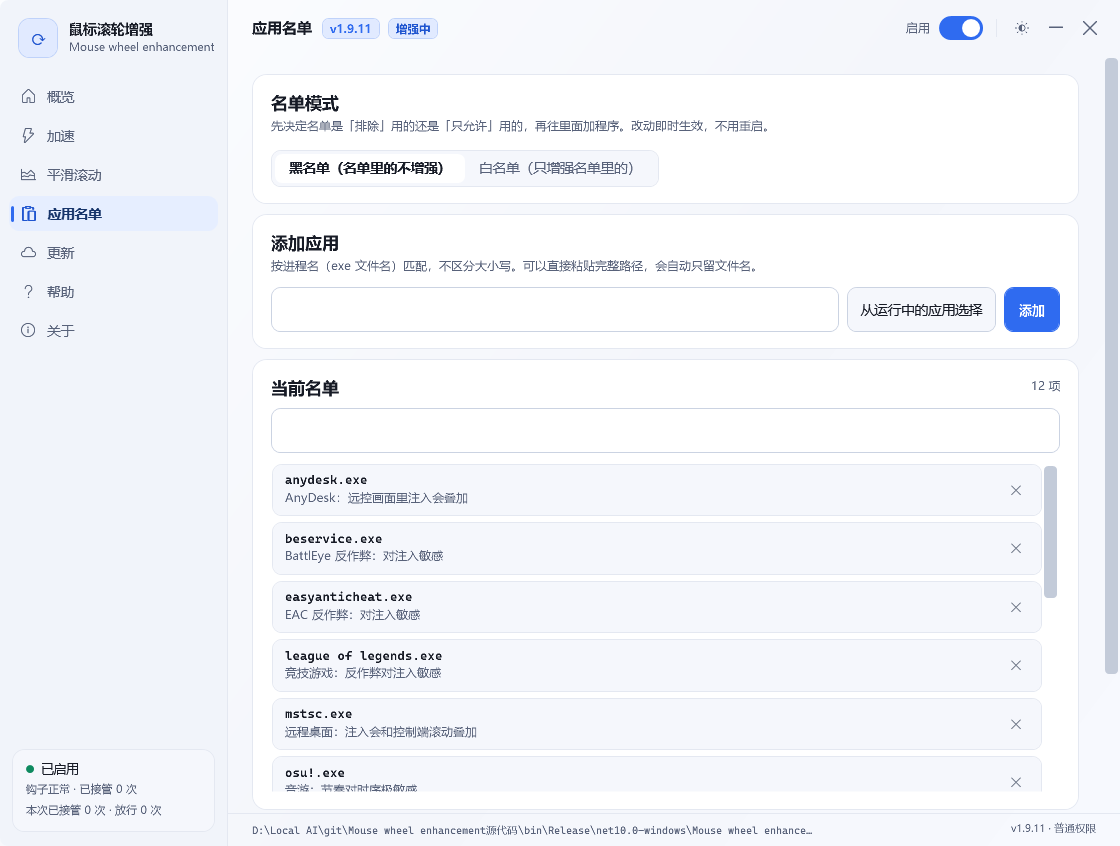 鼠标滚轮增强
Mouse wheel enhancement
概览
加速
平滑滚动
应用名单
更新
帮助
关于
已启用
钩子正常 · 已接管 0 次
本次已接管 0 次 · 放行 0 次
应用名单 v1.9.11 增强中
启用
名单模式
先决定名单是「排除」用的还是「只允许」用的，再往里面加程序。改动即时生效，不用重启。
黑名单（名单里的不增强） 白名单（只增强名单里的）
添加应用
按进程名（exe 文件名）匹配，不区分大小写。可以直接粘贴完整路径，会自动只留文件名。
从运行中的应用选择 添加
当前名单 12 项
anydesk.exe
AnyDesk：远控画面里注入会叠加
beservice.exe
BattlEye 反作弊：对注入敏感
easyanticheat.exe
EAC 反作弊：对注入敏感
league of legends.exe
竞技游戏：反作弊对注入敏感
mstsc.exe
远程桌面：注入会和控制端滚动叠加
osu!.exe
音游：节奏对时序极敏感
D:\Local AI\git\Mouse wheel enhancement源代码\bin\Release\net10.0-windows\Mouse wheel enhance…
v1.9.11 · 普通权限